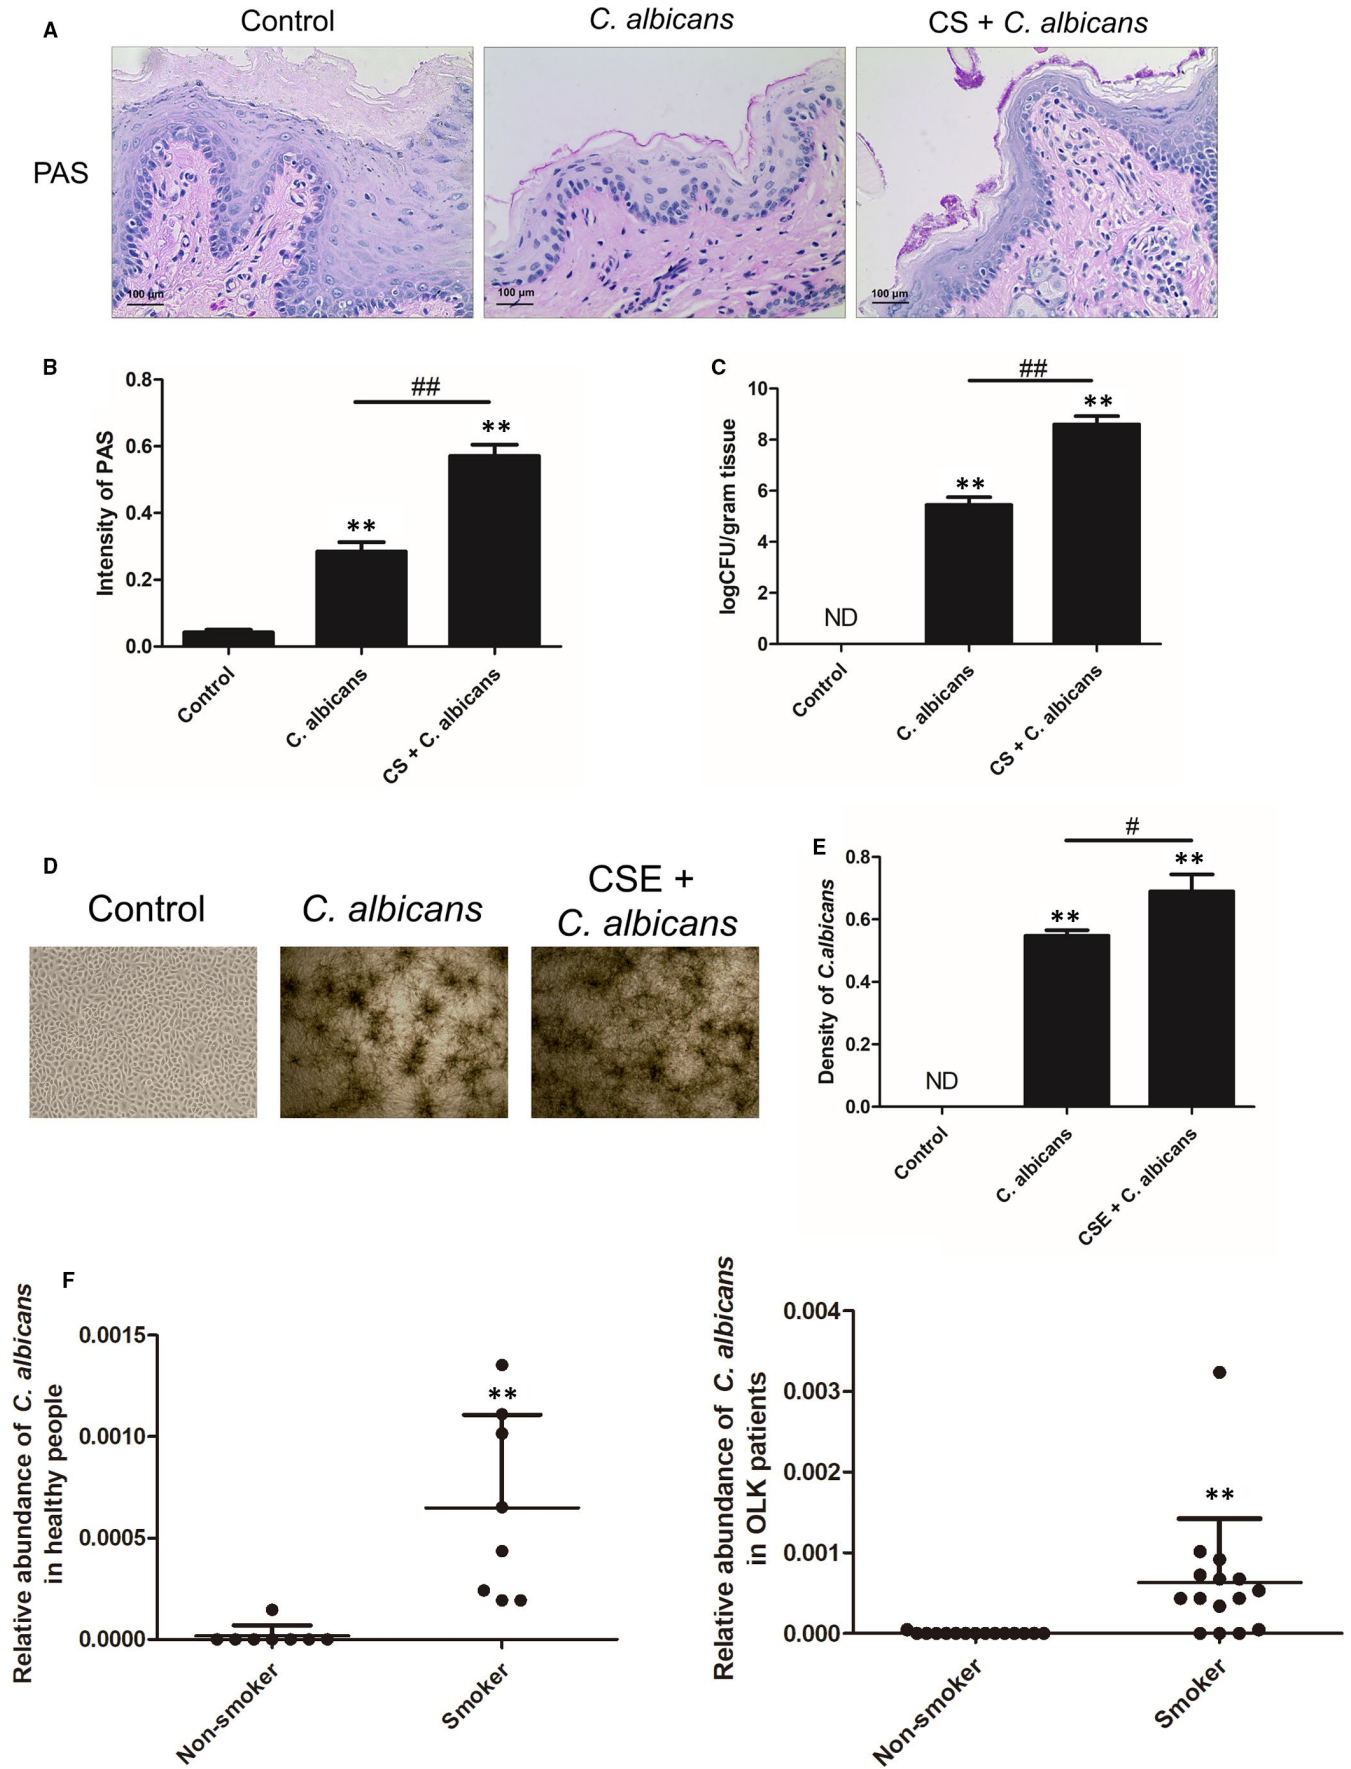 A
Control
C. albicans
CS + C. albicans
PAS
100 µm
100 µm
100 µm
B
Intensity of PAS
0.8
0.6
0.4
0.2
0.0
##
**
**
Control
C. albicans
CS + C. albicans
C
logCFU/gram tissue
10
8
6
4
2
0
##
**
**
ND
Control
C. albicans
CS + C. albicans
D
Control
C. albicans
CSE +
C. albicans
E
Density of C.albicans
0.8
0.6
0.4
0.2
0.0
#
**
**
ND
Control
C. albicans
CSE + C. albicans
F
Relative abundance of C. albicans
in healthy people
0.0015
0.0010
0.0005
0.0000
**
Non-smoker
Smoker
Relative abundance of C. albicans
in OLK patients
0.004
0.003
0.002
0.001
0.000
**
Non-smoker
Smoker